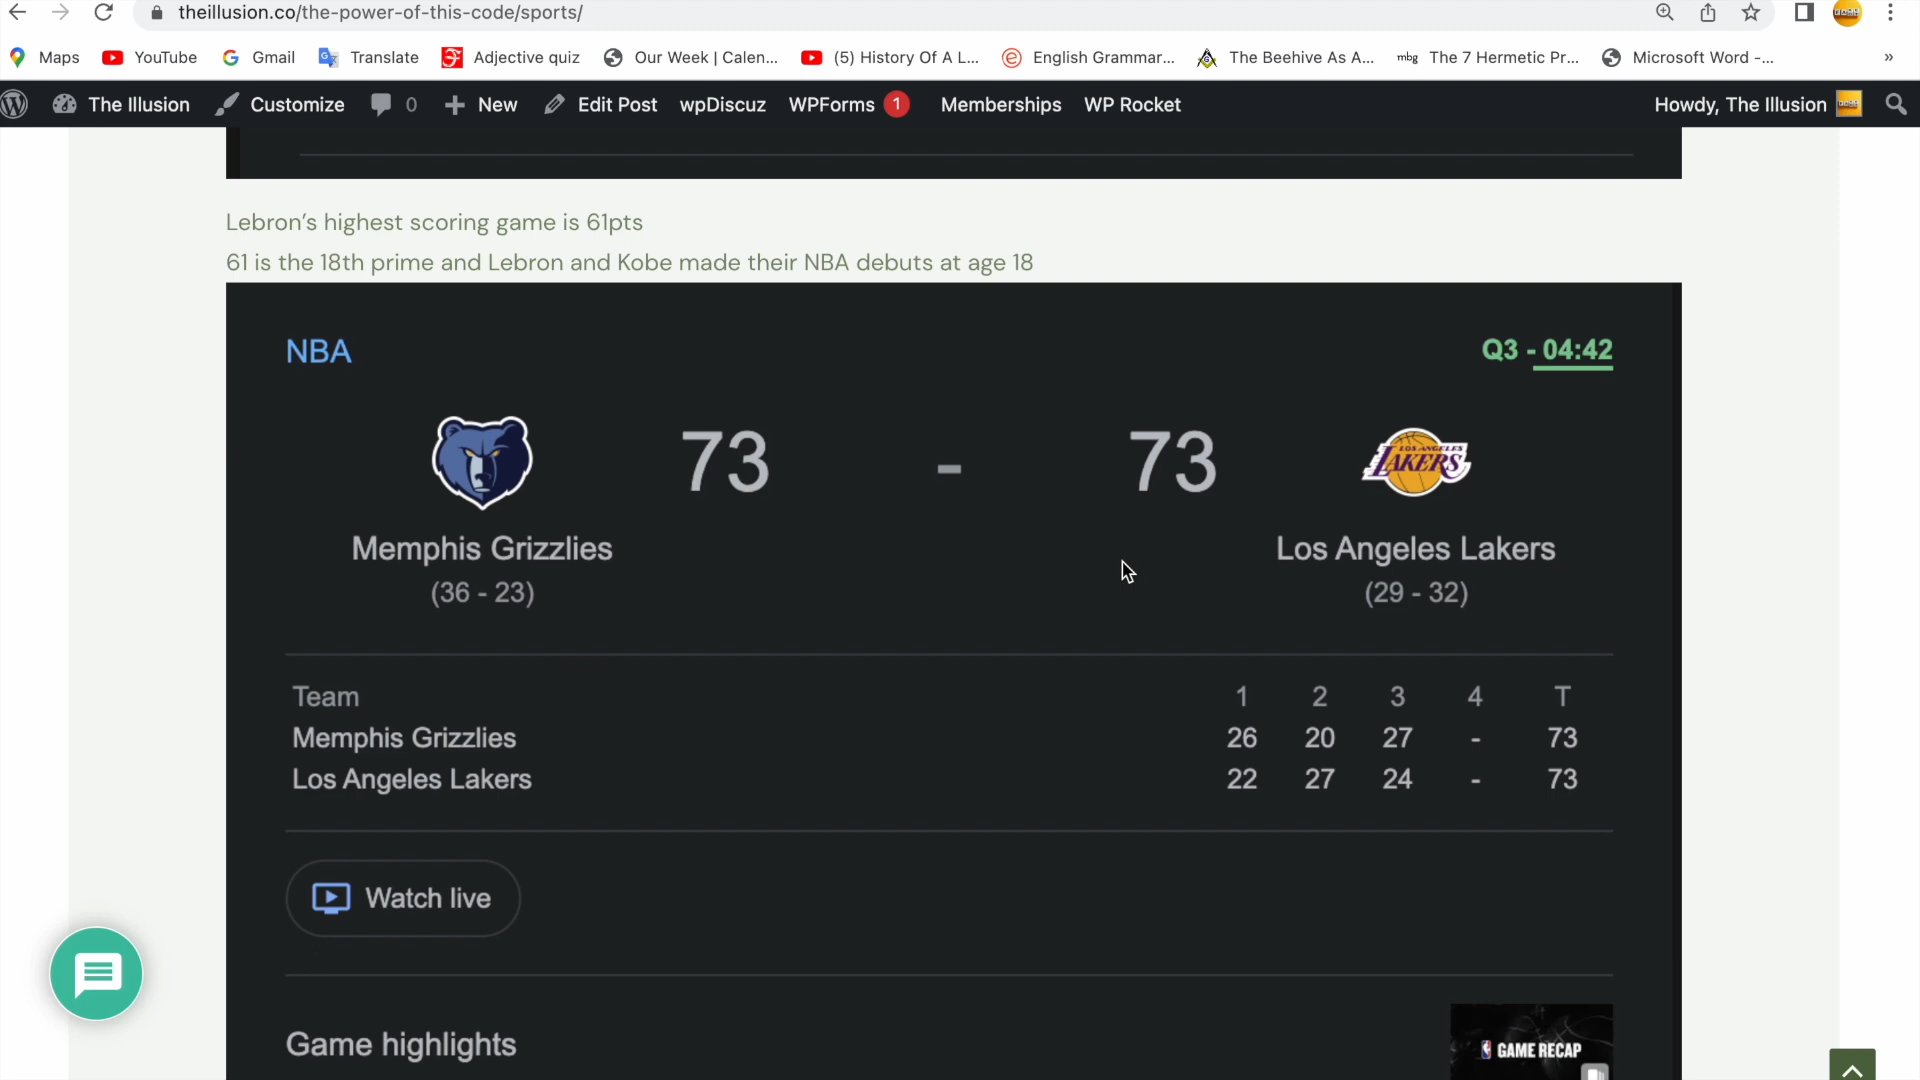 theillusion.co/the-power-of-this-code/sports/
Maps YouTube Gmail Translate Adjective quiz Our Week | Calen... (5) History Of A L... English Grammar... The Beehive As A... mbg The 7 Hermetic Pr... Microsoft Word -... »
The Illusion Customize 0 New Edit Post wpDiscuz WPForms 1 Memberships WP Rocket Howdy, The Illusion
Lebron’s highest scoring game is 61pts
61 is the 18th prime and Lebron and Kobe made their NBA debuts at age 18
NBA Q3 - 04:42
73 - 73
LOS ANGELES
LAKERS
Memphis Grizzlies Los Angeles Lakers
(36 - 23) (29 - 32)
Team 1 2 3 4 T
Memphis Grizzlies 26 20 27 - 73
Los Angeles Lakers 22 27 24 - 73
Watch live
Game highlights
GAME RECAP